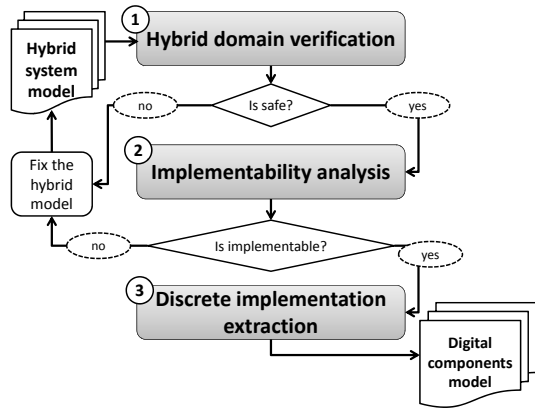 1
Hybrid domain verification
Hybrid
system
model
Is safe?
no
yes
2
Implementability analysis
Fix the
hybrid
model
Is implementable?
no
yes
3
Discrete implementation
extraction
Digital
components
model